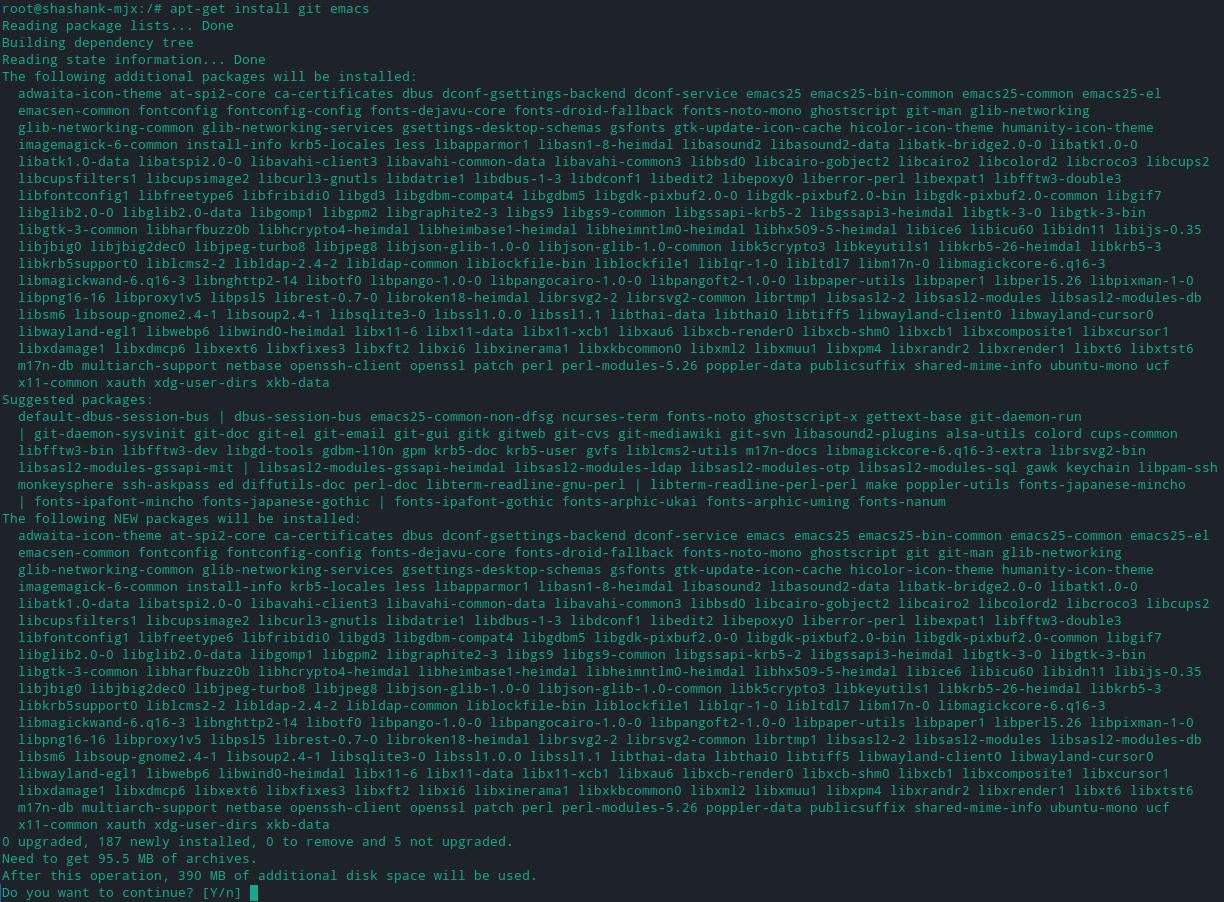 root@shashank-mjx:/# apt-get install git emacs
Reading package lists... Done
Building dependency tree
Reading state information... Done
The following additional packages will be installed:
adwaita-icon-theme at-spi2-core ca-certificates dbus dconf-gsettings-backend dconf-service emacs25 emacs25-bin-common emacs25-common emacs25-el
emacsen-common fontconfig fontconfig-config fonts-dejavu-core fonts-droid-fallback fonts-noto-mono ghostscript git-man glib-networking
glib-networking-common glib-networking-services gsettings-desktop-schemas gsfonts gtk-update-icon-cache hicolor-icon-theme humanity-icon-theme
imagemagick-6-common install-info krb5-locales less libapparmor1 libasn1-8-heimdal libasound2 libasound2-data libatk-bridge2.0-0 libatk1.0-0
libatk1.0-data libatspi2.0-0 libavahi-client3 libavahi-common-data libavahi-common3 libbsd0 libcairo-gobject2 libcairo2 libcolord2 libcroco3 libcups2
libcupsfilters1 libcupsimage2 libcurl3-gnutls libdatrie1 libdbus-1-3 libdconf1 libedit2 libepoxy0 liberror-perl libexpat1 libfftw3-double3
libfontconfig1 libfreetype6 libfribidi0 libgd3 libgdbm-compat4 libgdbm5 libgdk-pixbuf2.0-0 libgdk-pixbuf2.0-bin libgdk-pixbuf2.0-common libgif7
libglib2.0-0 libglib2.0-data libgomp1 libgpm2 libgraphite2-3 libgs9 libgs9-common libgssapi-krb5-2 libgssapi3-heimdal libgtk-3-0 libgtk-3-bin
libgtk-3-common libharfbuzz0b libhcrypto4-heimdal libheimbase1-heimdal libheimntlm0-heimdal libhx509-5-heimdal libice6 libicu60 libidn11 libijs-0.35
libjbig0 libjbig2dec0 libjpeg-turbo8 libjpeg8 libjson-glib-1.0-0 libjson-glib-1.0-common libk5crypto3 libkeyutils1 libkrb5-26-heimdal libkrb5-3
libkrb5support0 liblcms2-2 libldap-2.4-2 libldap-common liblockfile-bin liblockfile1 liblqr-1-0 libltdl7 libm17n-0 libmagickcore-6.q16-3
libmagickwand-6.q16-3 libnghttp2-14 libotf0 libpango-1.0-0 libpangocairo-1.0-0 libpangoft2-1.0-0 libpaper-utils libpaper1 libperl5.26 libpixman-1-0
libpng16-16 libproxy1v5 libpsl5 librest-0.7-0 libroken18-heimdal librsvg2-2 librsvg2-common librtmp1 libsasl2-2 libsasl2-modules libsasl2-modules-db
libsm6 libsoup-gnome2.4-1 libsoup2.4-1 libsqlite3-0 libssl1.0.0 libssl1.1 libthai-data libthai0 libtiff5 libwayland-client0 libwayland-cursor0
libwayland-egl1 libwebp6 libwind0-heimdal libx11-6 libx11-data libx11-xcb1 libxau6 libxcb-render0 libxcb-shm0 libxcb1 libxcomposite1 libxcursor1
libxdamage1 libxdmcp6 libxext6 libxfixes3 libxft2 libxi6 libxinerama1 libxkbcommon0 libxml2 libxmuu1 libxpm4 libxrandr2 libxrender1 libxt6 libxtst6
m17n-db multiarch-support netbase openssh-client openssl patch perl perl-modules-5.26 poppler-data publicsuffix shared-mime-info ubuntu-mono ucf
x11-common xauth xdg-user-dirs xkb-data
Suggested packages:
default-dbus-session-bus | dbus-session-bus emacs25-common-non-dfsg ncurses-term fonts-noto ghostscript-x gettext-base git-daemon-run
| git-daemon-sysvinit git-doc git-el git-email git-gui gitk gitweb git-cvs git-mediawiki git-svn libasound2-plugins alsa-utils colord cups-common
libfftw3-bin libfftw3-dev libgd-tools gdbm-l10n gpm krb5-doc krb5-user gvfs liblcms2-utils m17n-docs libmagickcore-6.q16-3-extra librsvg2-bin
libsasl2-modules-gssapi-mit | libsasl2-modules-gssapi-heimdal libsasl2-modules-ldap libsasl2-modules-otp libsasl2-modules-sql gawk keychain libpam-ssh
monkeysphere ssh-askpass ed diffutils-doc perl-doc libterm-readline-gnu-perl | libterm-readline-perl-perl make poppler-utils fonts-japanese-mincho
| fonts-ipafont-mincho fonts-japanese-gothic | fonts-ipafont-gothic fonts-arphic-ukai fonts-arphic-uming fonts-nanum
The following NEW packages will be installed:
adwaita-icon-theme at-spi2-core ca-certificates dbus dconf-gsettings-backend dconf-service emacs emacs25 emacs25-bin-common emacs25-common emacs25-el
emacsen-common fontconfig fontconfig-config fonts-dejavu-core fonts-droid-fallback fonts-noto-mono ghostscript git git-man glib-networking
glib-networking-common glib-networking-services gsettings-desktop-schemas gsfonts gtk-update-icon-cache hicolor-icon-theme humanity-icon-theme
imagemagick-6-common install-info krb5-locales less libapparmor1 libasn1-8-heimdal libasound2 libasound2-data libatk-bridge2.0-0 libatk1.0-0
libatk1.0-data libatspi2.0-0 libavahi-client3 libavahi-common-data libavahi-common3 libbsd0 libcairo-gobject2 libcairo2 libcolord2 libcroco3 libcups2
libcupsfilters1 libcupsimage2 libcurl3-gnutls libdatrie1 libdbus-1-3 libdconf1 libedit2 libepoxy0 liberror-perl libexpat1 libfftw3-double3
libfontconfig1 libfreetype6 libfribidi0 libgd3 libgdbm-compat4 libgdbm5 libgdk-pixbuf2.0-0 libgdk-pixbuf2.0-bin libgdk-pixbuf2.0-common libgif7
libglib2.0-0 libglib2.0-data libgomp1 libgpm2 libgraphite2-3 libgs9 libgs9-common libgssapi-krb5-2 libgssapi3-heimdal libgtk-3-0 libgtk-3-bin
libgtk-3-common libharfbuzz0b libhcrypto4-heimdal libheimbase1-heimdal libheimntlm0-heimdal libhx509-5-heimdal libice6 libicu60 libidn11 libijs-0.35
libjbig0 libjbig2dec0 libjpeg-turbo8 libjpeg8 libjson-glib-1.0-0 libjson-glib-1.0-common libk5crypto3 libkeyutils1 libkrb5-26-heimdal libkrb5-3
libkrb5support0 liblcms2-2 libldap-2.4-2 libldap-common liblockfile-bin liblockfile1 liblqr-1-0 libltdl7 libm17n-0 libmagickcore-6.q16-3
libmagickwand-6.q16-3 libnghttp2-14 libotf0 libpango-1.0-0 libpangocairo-1.0-0 libpangoft2-1.0-0 libpaper-utils libpaper1 libperl5.26 libpixman-1-0
libpng16-16 libproxy1v5 libpsl5 librest-0.7-0 libroken18-heimdal librsvg2-2 librsvg2-common librtmp1 libsasl2-2 libsasl2-modules libsasl2-modules-db
libsm6 libsoup-gnome2.4-1 libsoup2.4-1 libsqlite3-0 libssl1.0.0 libssl1.1 libthai-data libthai0 libtiff5 libwayland-client0 libwayland-cursor0
libwayland-egl1 libwebp6 libwind0-heimdal libx11-6 libx11-data libx11-xcb1 libxau6 libxcb-render0 libxcb-shm0 libxcb1 libxcomposite1 libxcursor1
libxdamage1 libxdmcp6 libxext6 libxfixes3 libxft2 libxi6 libxinerama1 libxkbcommon0 libxml2 libxmuu1 libxpm4 libxrandr2 libxrender1 libxt6 libxtst6
m17n-db multiarch-support netbase openssh-client openssl patch perl perl-modules-5.26 poppler-data publicsuffix shared-mime-info ubuntu-mono ucf
x11-common xauth xdg-user-dirs xkb-data
0 upgraded, 187 newly installed, 0 to remove and 5 not upgraded.
Need to get 95.5 MB of archives.
After this operation, 390 MB of additional disk space will be used.
Do you want to continue? [Y/n]